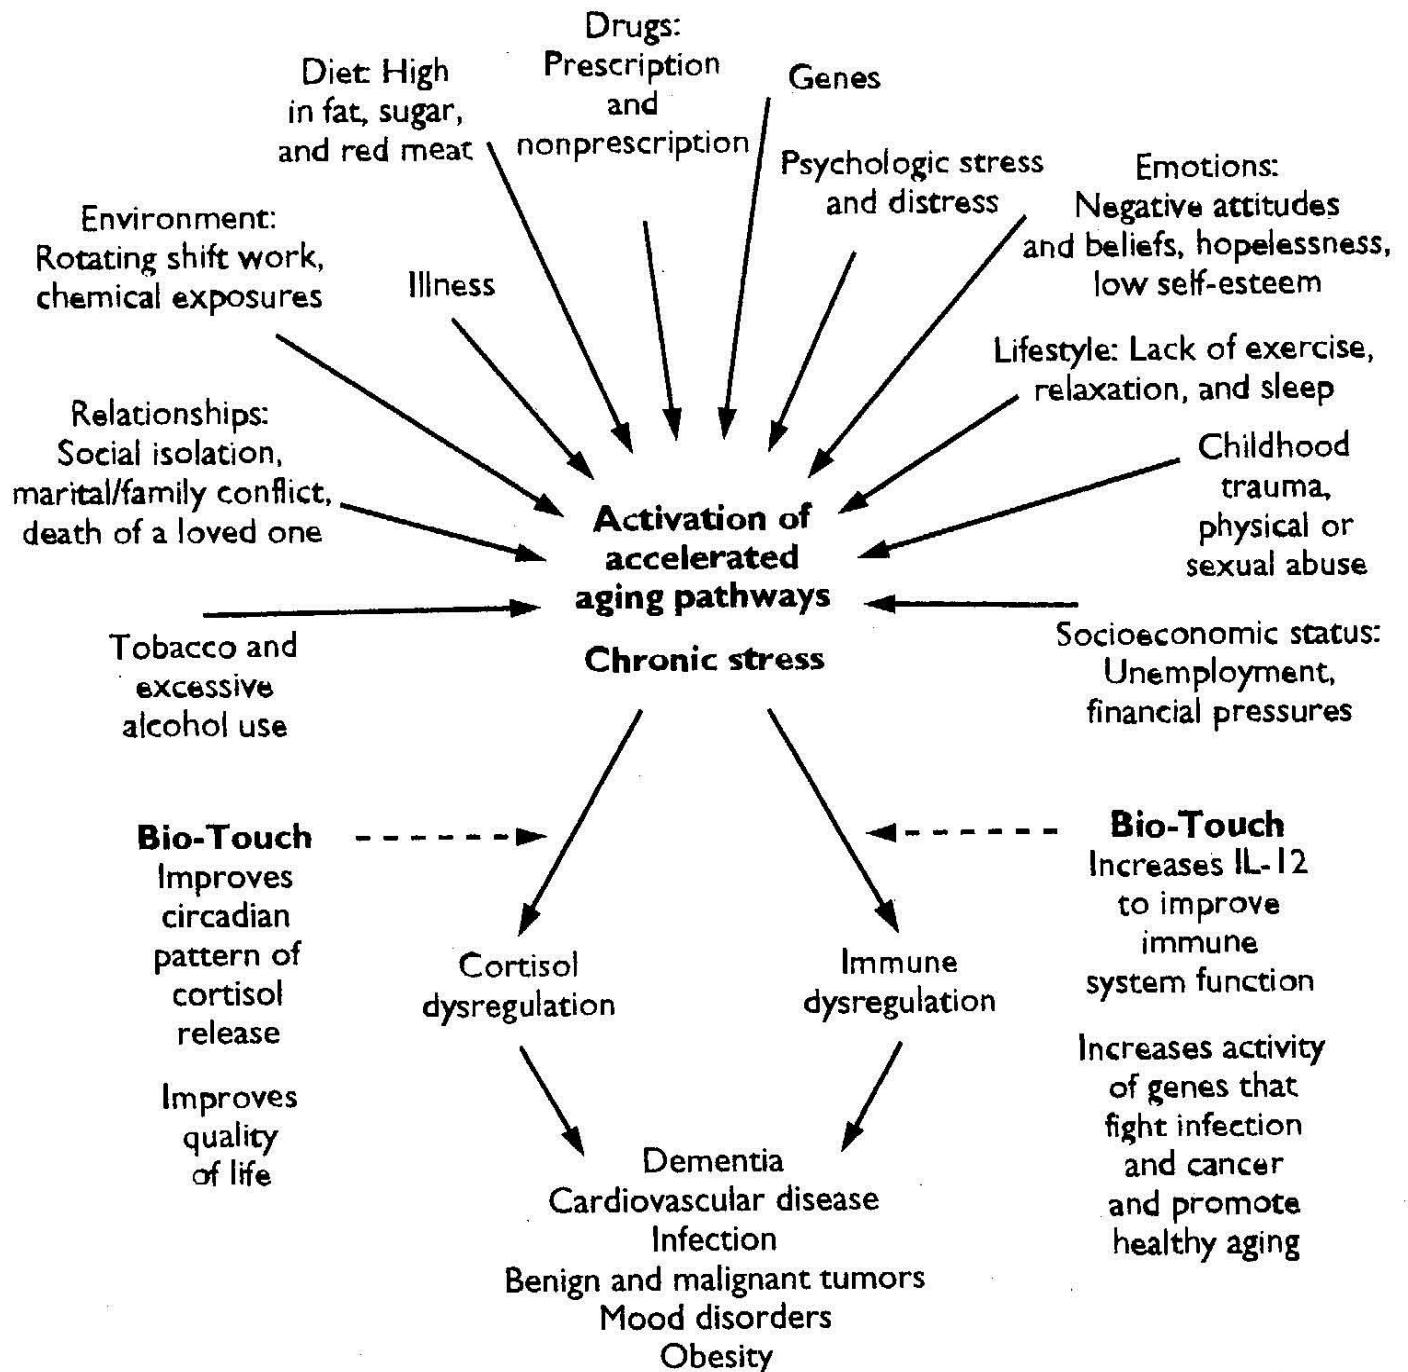 Drugs:
Prescription
and
nonprescription
Diet: High
in fat, sugar,
and red meat
Genes
Psychologic stress
and distress
Emotions:
Negative attitudes
and beliefs, hopelessness,
low self-esteem
Environment:
Rotating shift work,
chemical exposures
Illness
Lifestyle: Lack of exercise,
relaxation, and sleep
Relationships:
Social isolation,
marital/family conflict,
death of a loved one
Childhood
trauma,
physical or
sexual abuse
Activation of
accelerated
aging pathways
Chronic stress
Tobacco and
excessive
alcohol use
Socioeconomic status:
Unemployment,
financial pressures
Bio-Touch
Improves
circadian
pattern of
cortisol
release
Improves
quality
of life
Bio-Touch
Increases IL-12
to improve
immune
system function
Increases activity
of genes that
fight infection
and cancer
and promote
healthy aging
Cortisol
dysregulation
Immune
dysregulation
Dementia
Cardiovascular disease
Infection
Benign and malignant tumors
Mood disorders
Obesity